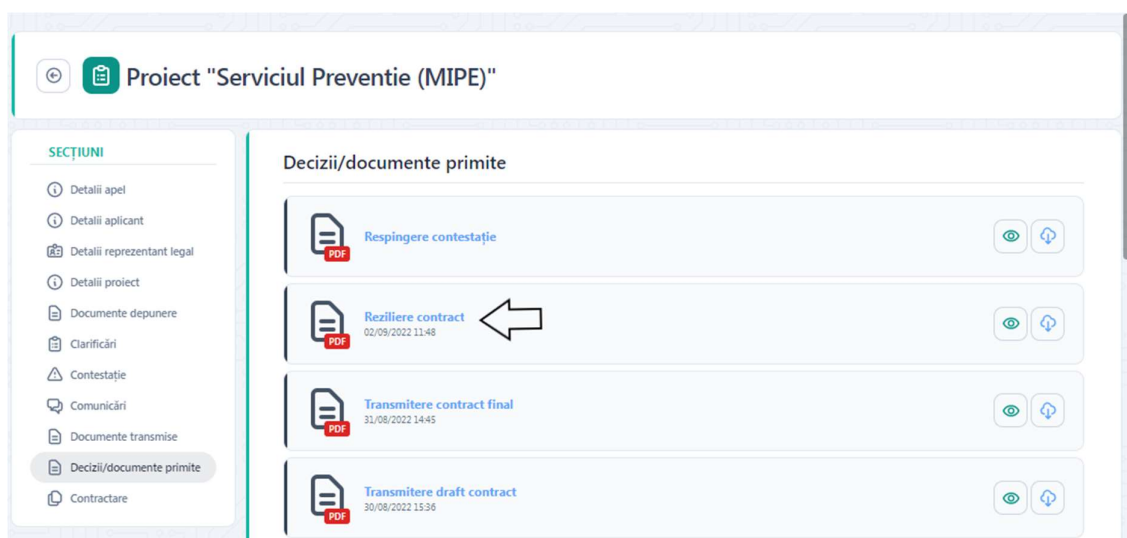 Proiect "Serviciul Preventie (MIPE)"
SECȚIUNI
Detalii apel
Detalii aplicant
Detalii reprezentant legal
Detalii proiect
Documente depunere
Clarificări
Contestație
Comunicări
Documente transmise
Decizii/documente primite
Contractare
Decizii/documente primite
PDF
Respingere contestație
PDF
Reziliere contract
02/09/2022 11:48
PDF
Transmitere contract final
31/08/2022 14:45
PDF
Transmitere draft contract
30/08/2022 15:36